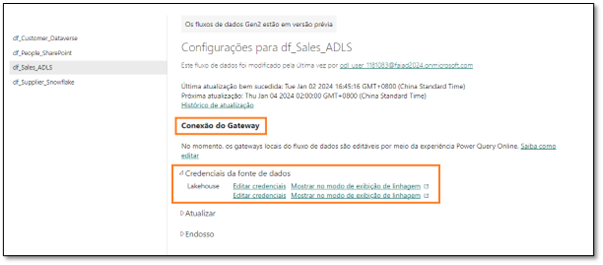 Os fluxos de dados Gen2 estão em versão prévia
df_Customer_Dataverse
df_People_SharePoint
df_Sales_ADLS
df_Supplier_Snowflake
Configurações para df_Sales_ADLS
Este fluxo de dados foi modificado pela útima vez por odl_user_1181083@faiad2024.onmicrosoft.com
Última atualização bem sucedida: Tue Jan 02 2024 16:45:16 GMT+0800 (China Standard Time)
Próxima atualização: Thu Jan 04 2024 02:00:00 GMT+0800 (China Standard Time)
Histórico de atualização
Conexão do Gateway
No momento, os gateways locais do fluxo de dados são editáveis por meio da experiência Power Query Online. Saiba como
editar
Credenciais da fonte de dados
Lakehouse Editar credenciais Mostrar no modo de exibição de linhagem
Editar credenciais Mostrar no modo de exibição de linhagem
Atualizar
Endosso